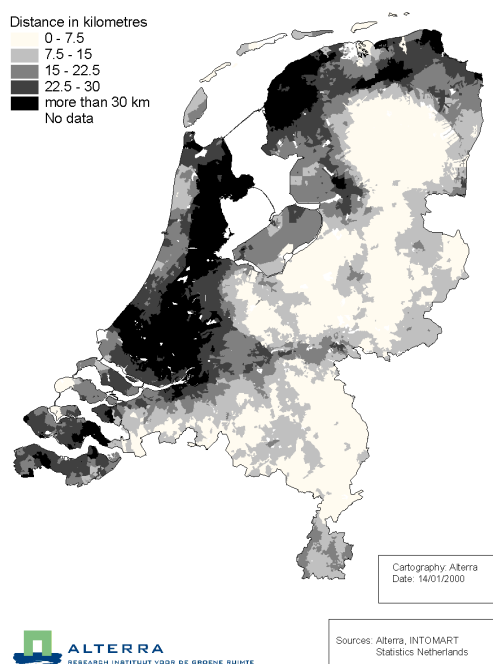 Distance in kilometres
0 - 7.5
7.5 - 15
15 - 22.5
22.5 - 30
more than 30 km
No data
Cartography: Alterra
Date: 14/01/2000
Sources: Alterra, INTOMART
Statistics Netherlands
ALTERRA
RESEARCH INSTITUUT VOOR DE GROENE RUIMTE